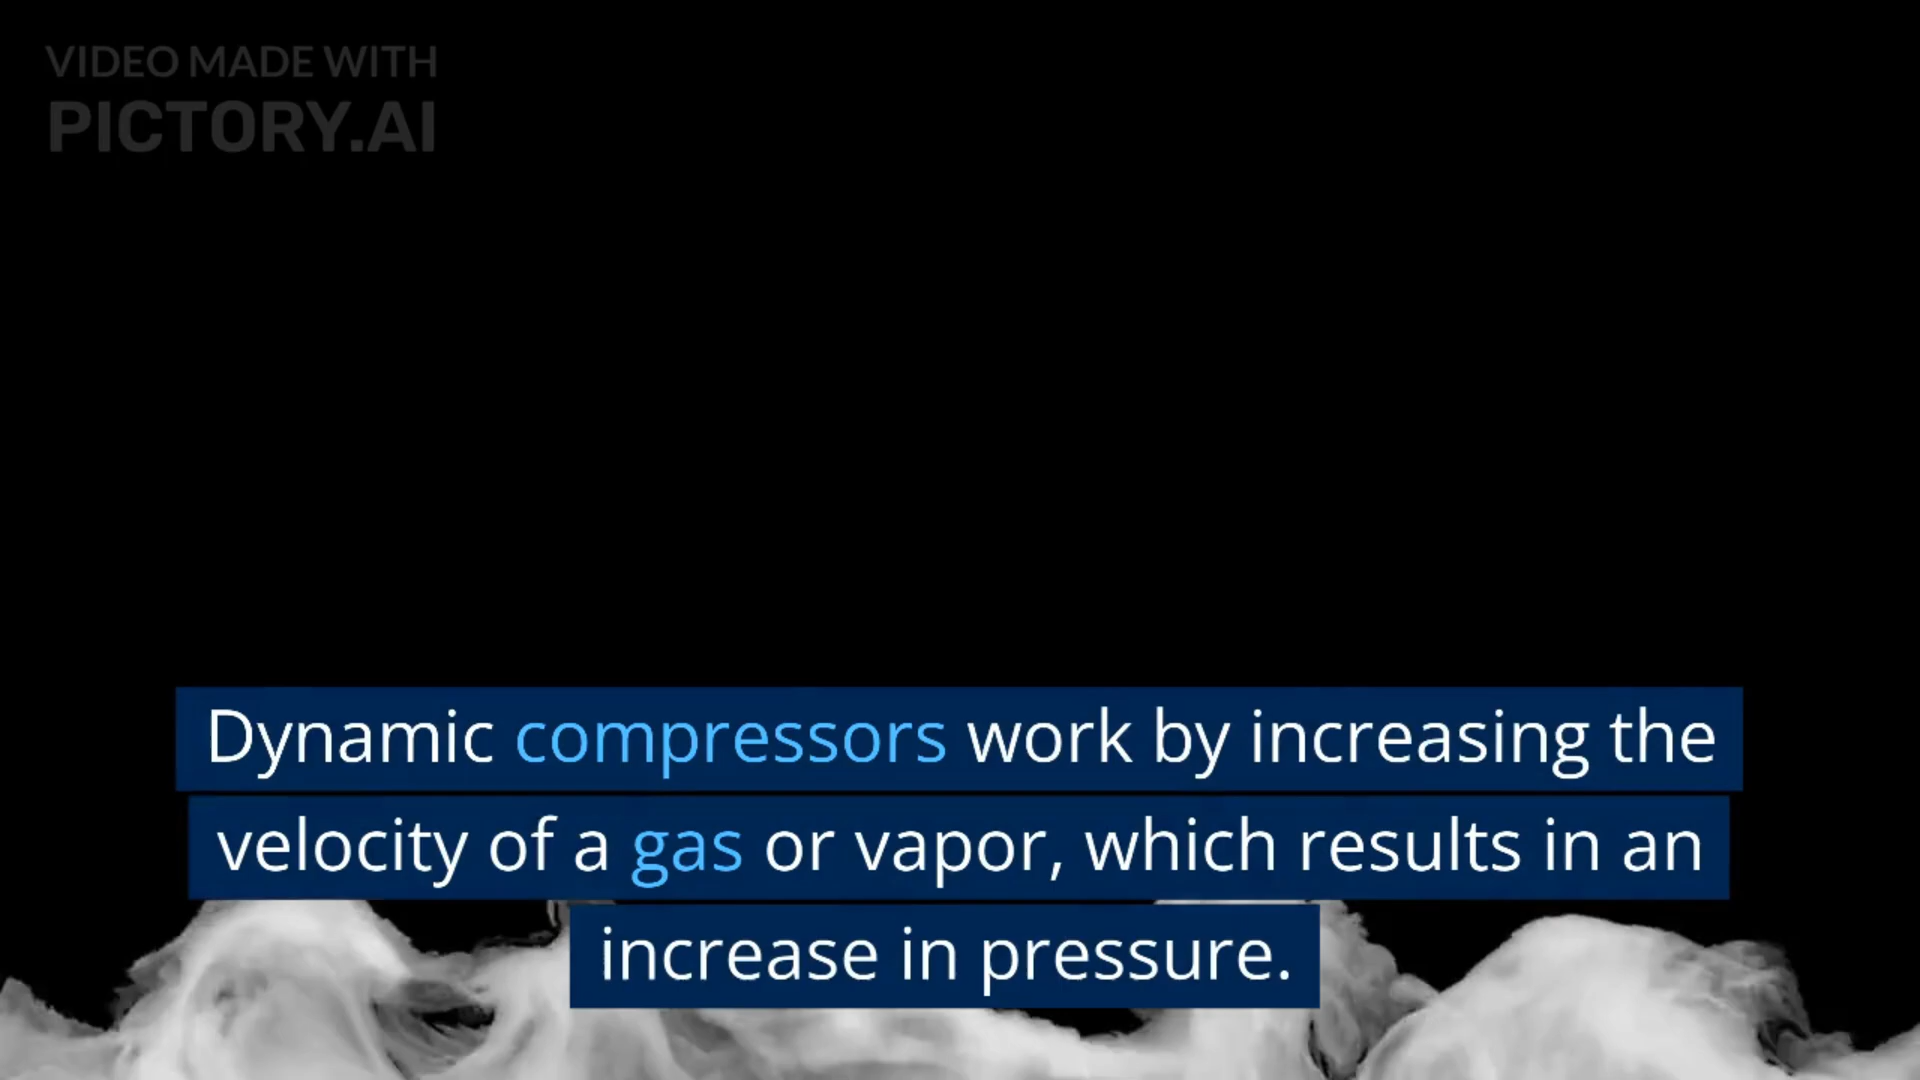 VIDEO MADE WITH
PICTORY.AI
Dynamic compressors work by increasing the
velocity of a gas or vapor, which results in an
increase in pressure.